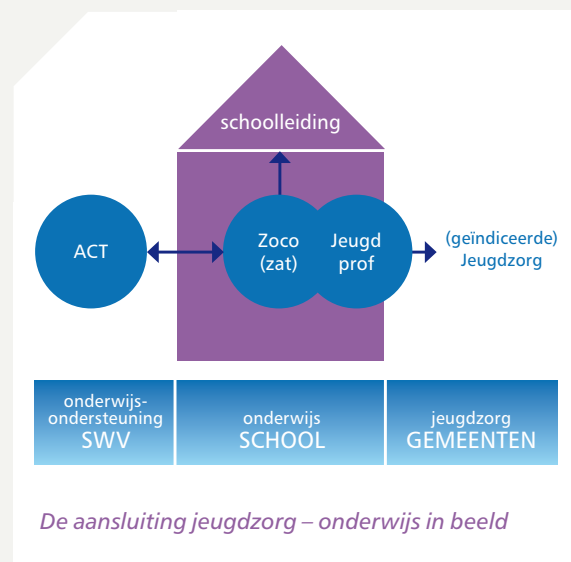 schoolleiding
ACT
Zoco
(zat)
Jeugd
prof
(geïndiceerde)
Jeugdzorg
onderwijs-
ondersteuning
SWV
onderwijs
SCHOOL
jeugdzorg
GEMEENTEN
De aansluiting jeugdzorg – onderwijs in beeld